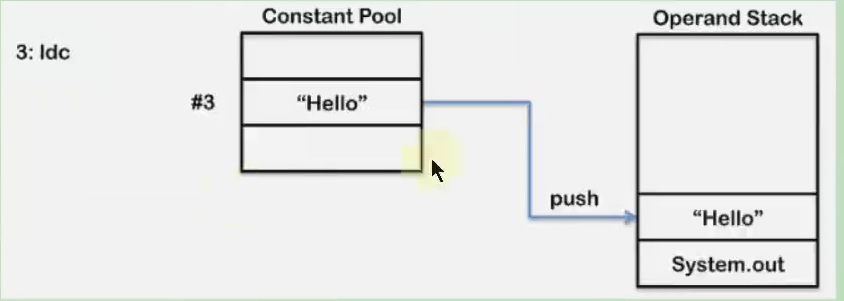 Constant Pool
Operand Stack
3: ldc
#3
“Hello”
push
“Hello”
System.out